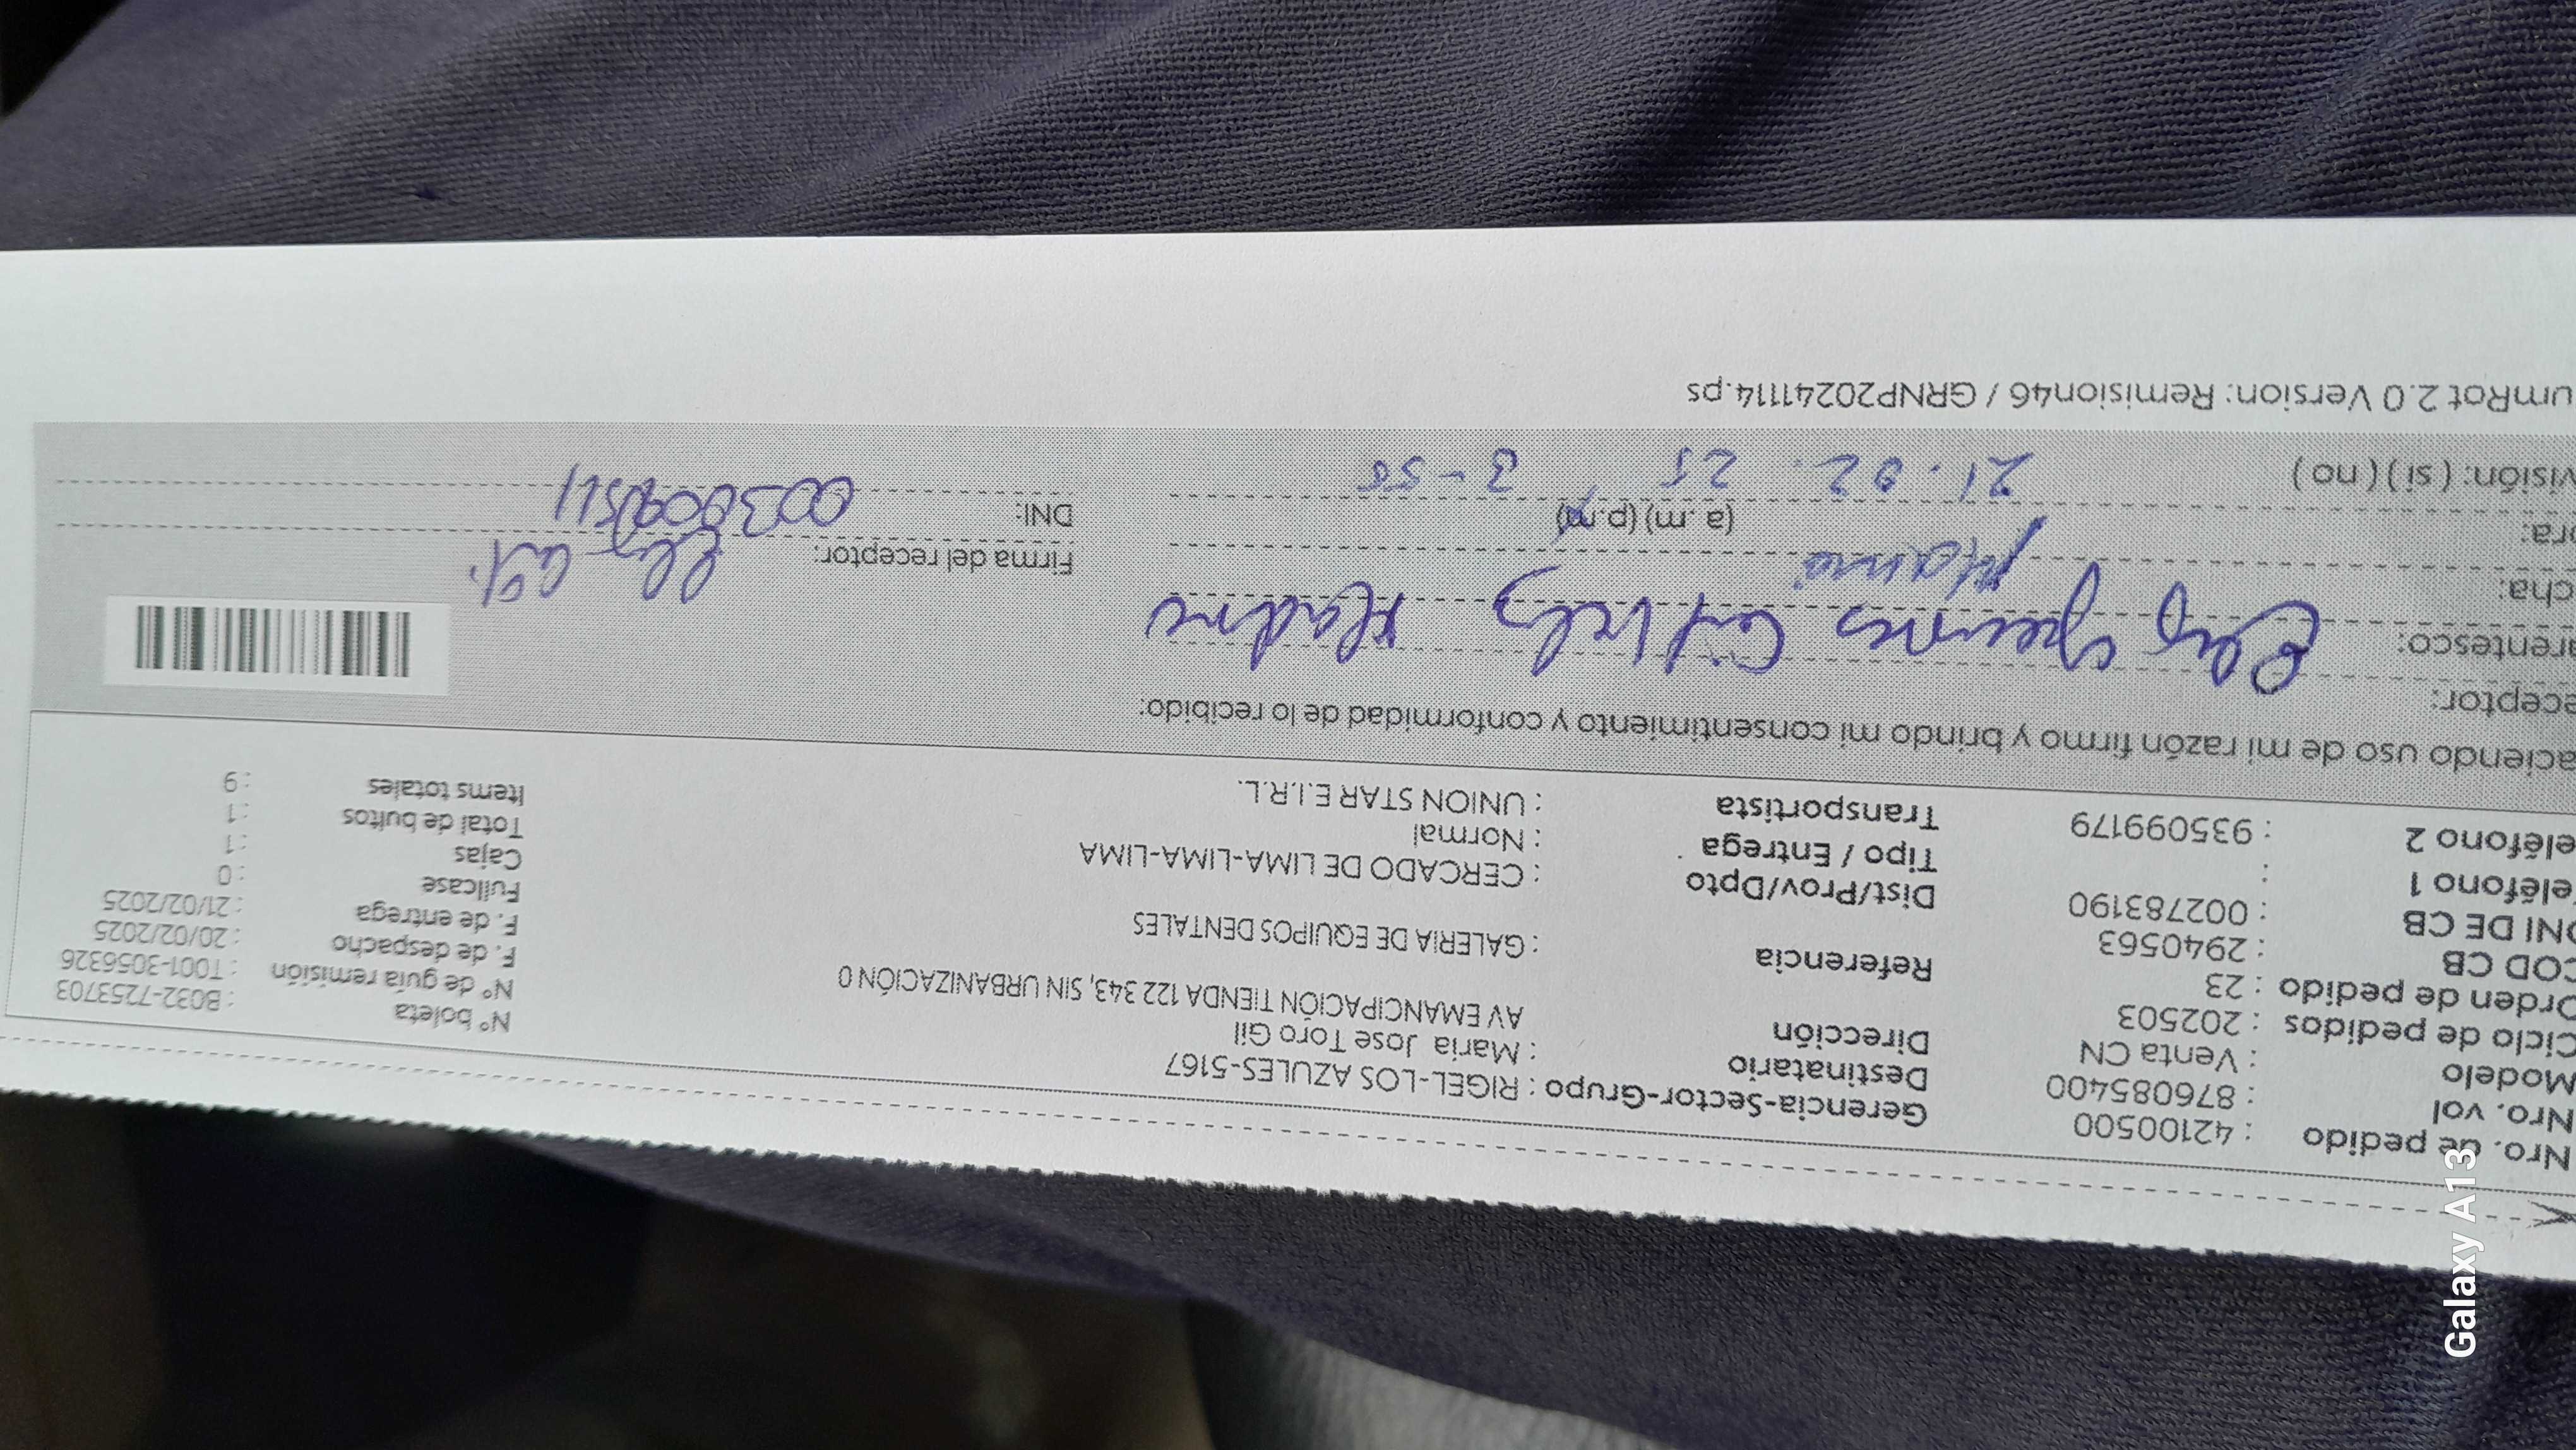 Nro. de pedido : 42100500 Gerencia-Sector-Grupo : RIGEL-LOS AZULES-5167 N° boleta : B032-7253703
Nro. vol : 876085400 Destinatario : Maria Jose Toro Gil N° de guía remisión : T001-3056326
Modelo : Venta CN Dirección AV EMANCIPACIÓN TIENDA 122 343, SIN URBANIZACIÓN 0 F. de despacho : 20/02/2025
Ciclo de pedidos : 202503 F. de entrega : 21/02/2025
Orden de pedido : 23 Referencia : GALERIA DE EQUIPOS DENTALES Fullcase : 0
COD CB : 2940563 Dist/Prov/Dpto : CERCADO DE LIMA-LIMA-LIMA Cajas : 1
DNI DE CB : 002783190 Tipo / Entrega : Normal Total de bultos : 1
eléfono 1 : Transportista : UNION STAR E.I.R.L. Items totales : 9
eléfono 2 : 935099179
aciendo uso de mi razón firmo y brindo mi consentimiento y conformidad de lo recibido:
eceptor:
arentesco: Madre
cha: Firma del receptor:
ora: (a.m) (p.m) DNI:
visión: ( si ) ( no ) 21.02. 25 3-50
umRot 2.0 Version: Remision46 / GRNP20241114.ps
Galaxy A13